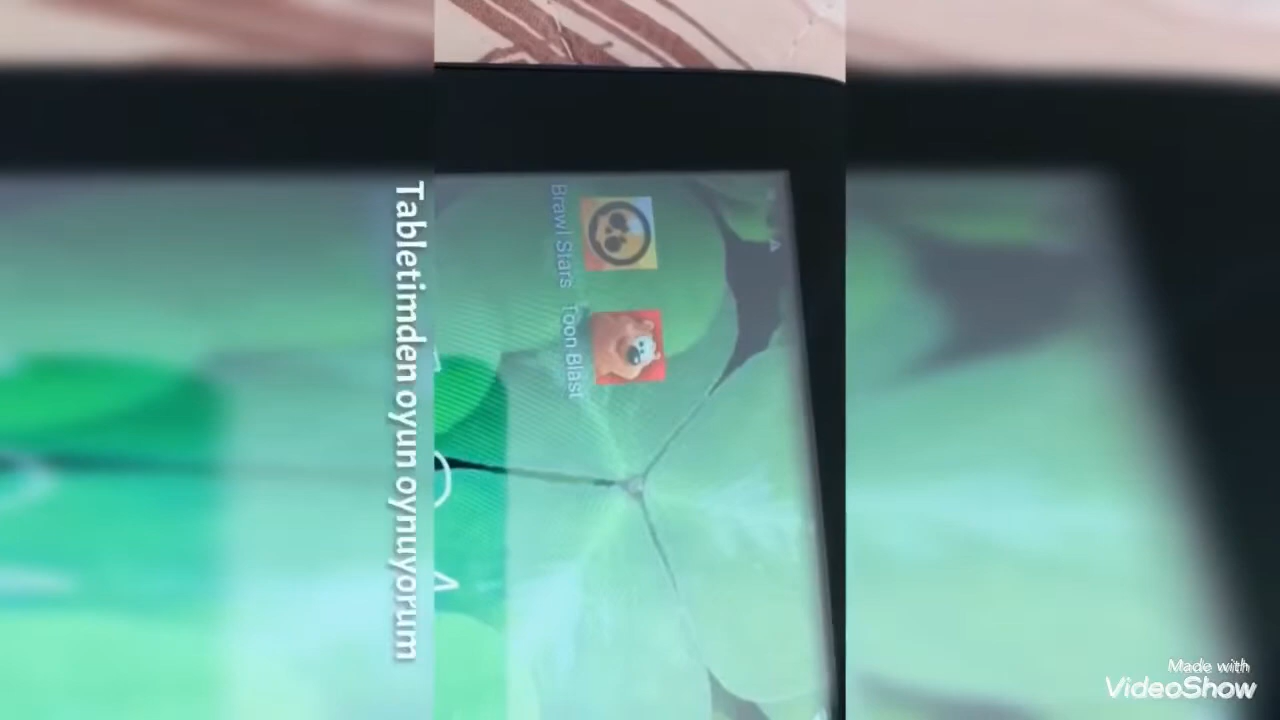 Tabletimden oyun oynuyorum
Brawl Stars
Toon Blast
Made with
VideoShow